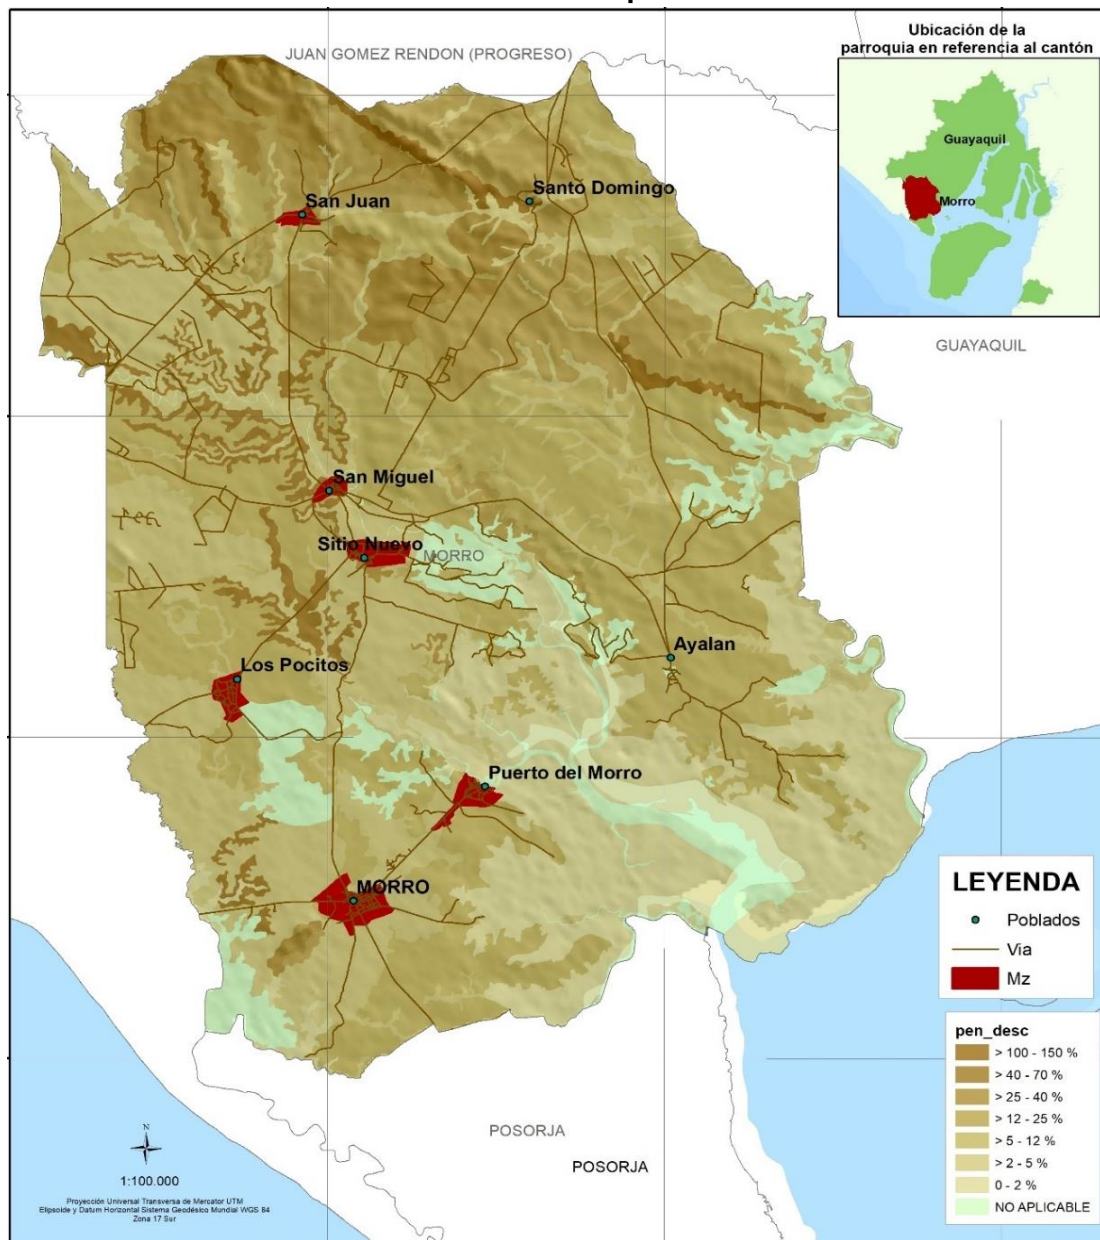 JUAN GOMEZ RENDON (PROGRESO)
Ubicación de la
parroquia en referencia al cantón
Guayaquil
Morro
San Juan
Santo Domingo
GUAYAQUIL
San Miguel
Sitio Nuevo
MORRO
Ayalan
Los Pocitos
Puerto del Morro
MORRO
LEYENDA
Poblados
Via
Mz
pen_desc
> 100 - 150 %
> 40 - 70 %
> 25 - 40 %
> 12 - 25 %
> 5 - 12 %
> 2 - 5 %
0 - 2 %
NO APLICABLE
POSORJA
POSORJA
N
1:100.000
Proyección Universal Transversa de Mercator UTM
Elipsoide y Datum Horizontal Sistema Geodésico Mundial WGS 84
Zona 17 Sur